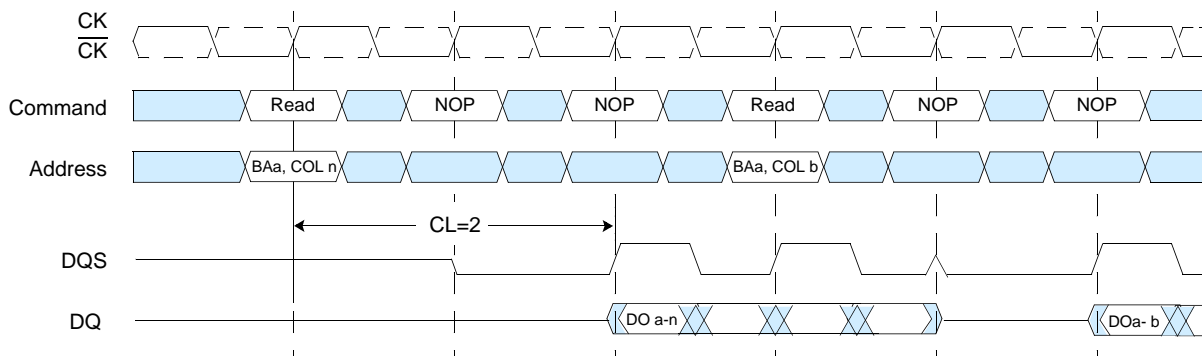 CK
CK
Command
Read
NOP
NOP
Read
NOP
NOP
Address
BAa, COL n
BAa, COL b
CL=2
DQS
DQ
DO a-n
DOa- b